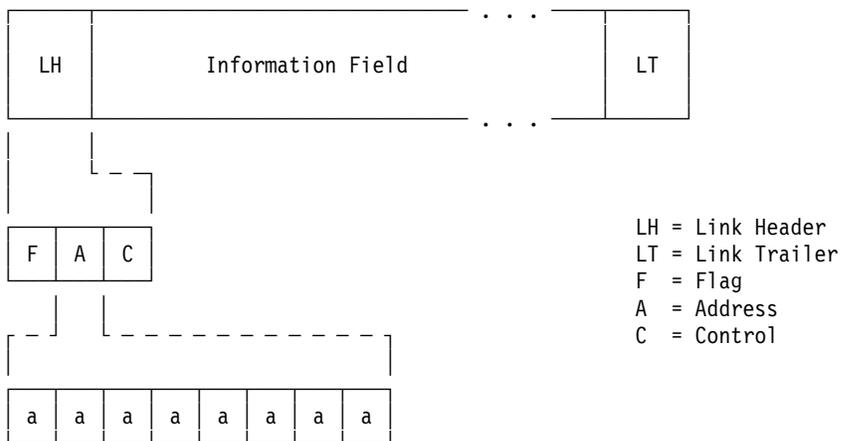 . . .
LH Information Field LT
. . .
LH = Link Header
F A C LT = Link Trailer
F = Flag
A = Address
C = Control
a a a a a a a a